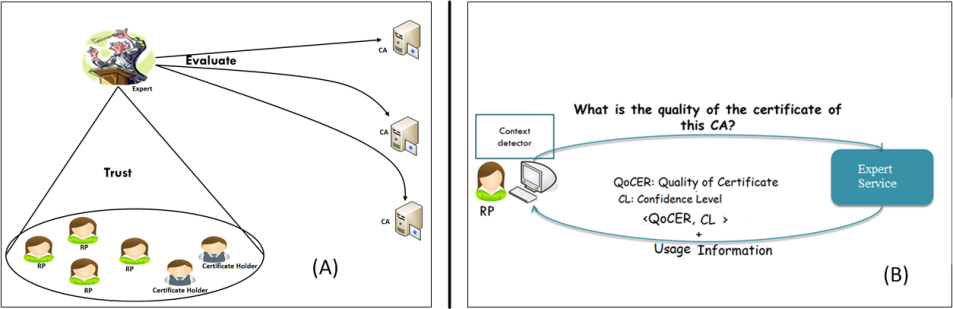 Expert
Evaluate
CA
CA
CA
Trust
RP
RP
RP
RP
Certificate Holder
Certificate Holder
(A)
What is the quality of the certificate of
this CA?
Context
detector
RP
QoCER: Quality of Certificate
CL: Confidence Level
<QoCER, CL >
+
Usage Information
Expert
Service
(B)